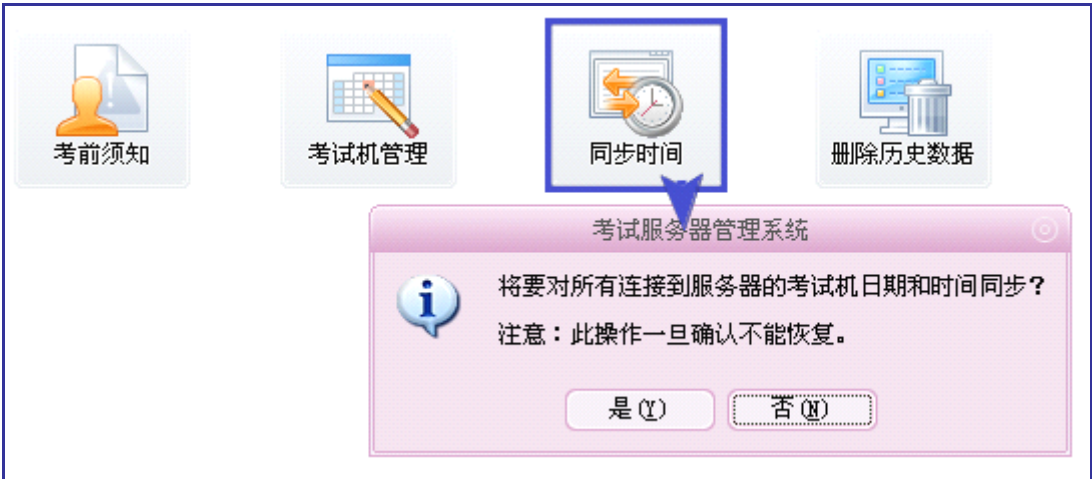 考前须知
考试机管理
同步时间
删除历史数据
考试服务器管理系统
将要对所有连接到服务器的考试机日期和时间同步?
注意：此操作一旦确认不能恢复。
是(Y)
否(N)